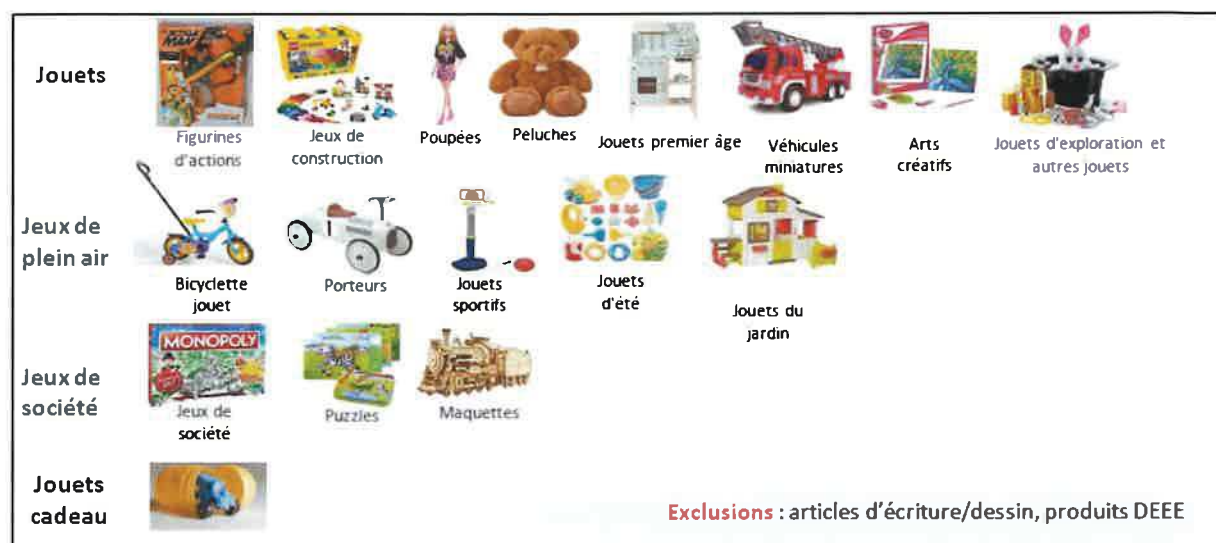 Jouets
Figurines
d'actions
Jeux de
construction
Poupées
Peluches
Jouets premier âge
Véhicules
miniatures
Arts
créatifs
Jouets d'exploration et
autres jouets
Jeux de
plein air
Bicyclette
jouet
Porteurs
Jouets
sportifs
Jouets
d'été
Jouets du
jardin
Jeux de
société
MONOPOLY
Jeux de
société
Puzzles
Maquettes
Jouets
cadeau
Exclusions : articles d'écriture/dessin, produits DEEE